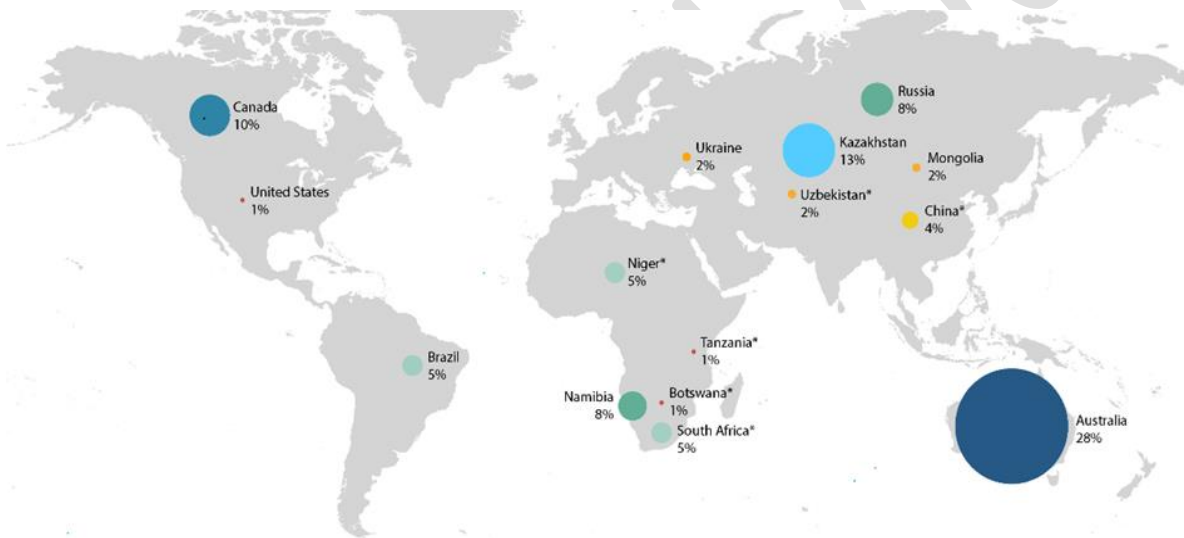 Canada
10%
United States
1%
Brazil
5%
Ukraine
2%
Russia
8%
Kazakhstan
13%
Mongolia
2%
Uzbekistan*
2%
China*
4%
Niger*
5%
Tanzania*
1%
Namibia
8%
Botswana*
1%
South Africa*
5%
Australia
28%